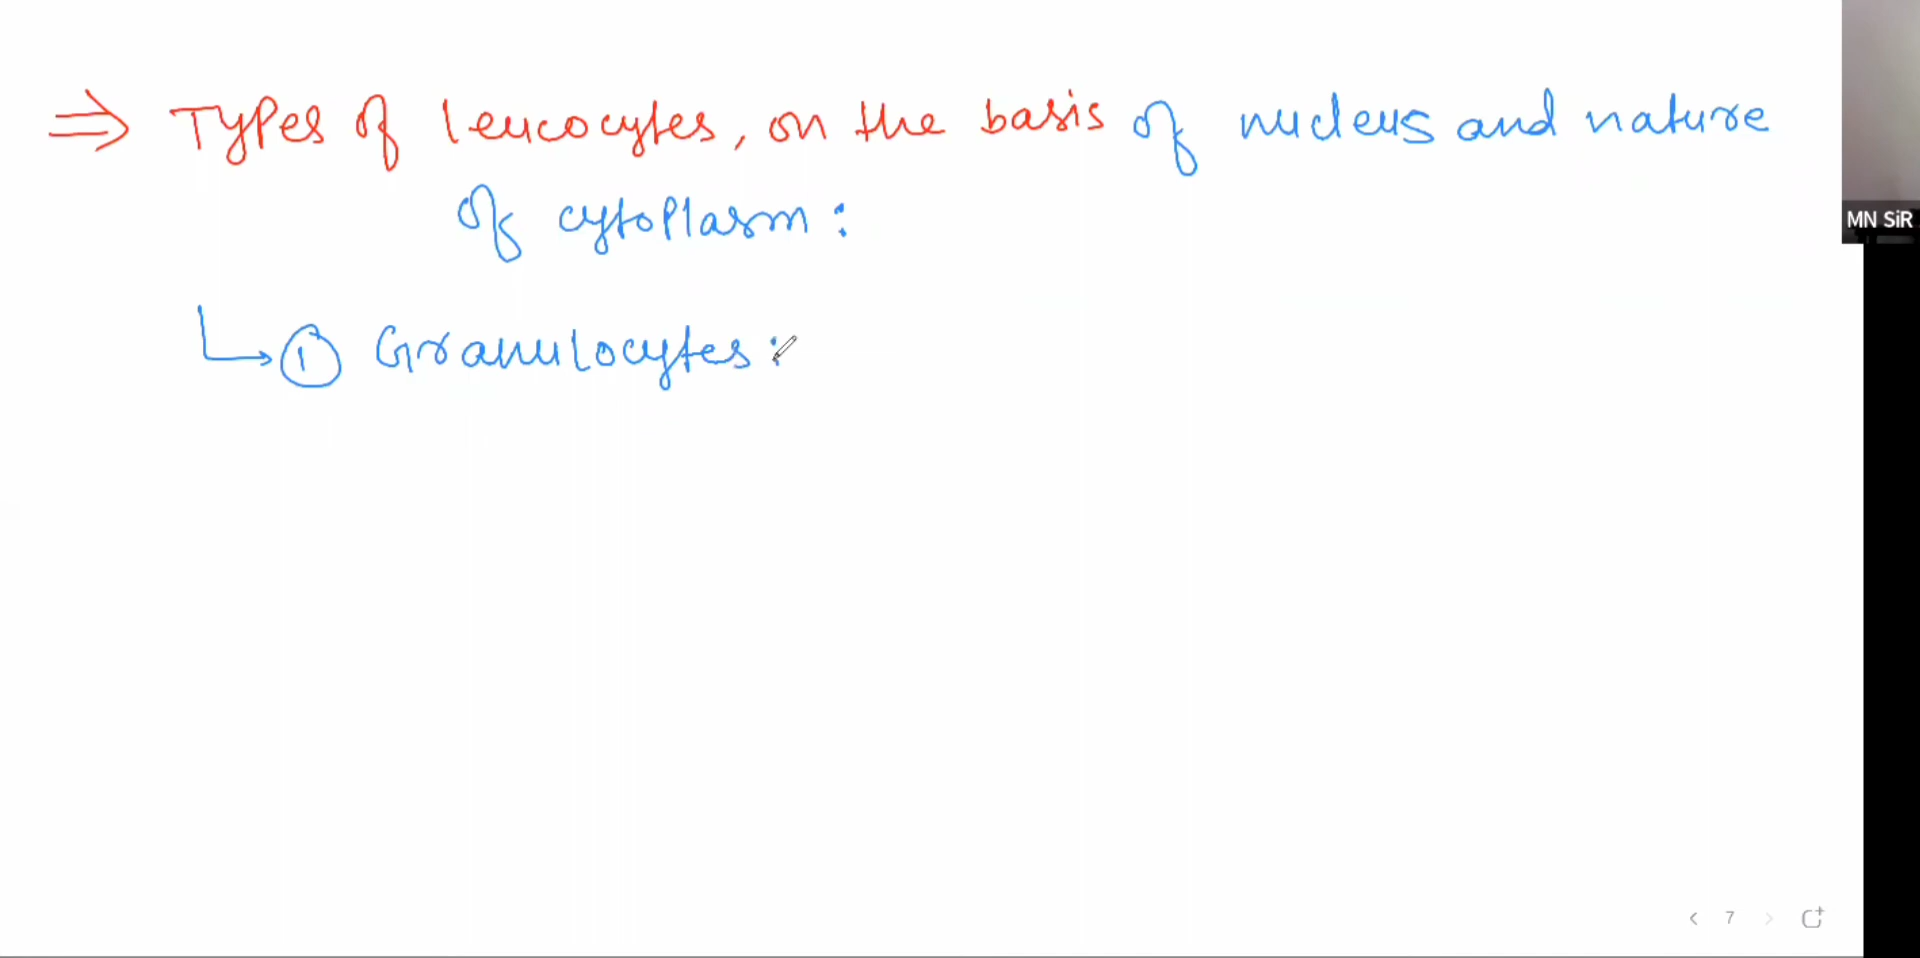 ⇒ Types of leucocytes, on the basis of nucleus and nature
of cytoplasm:
① Granulocytes:
MN SiR
< 7 >